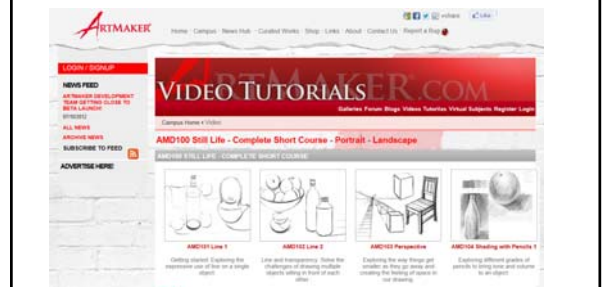 ARTMAKER
share Like
Home Campus News Hub Curated Works Shop Links About Contact Us Report a Bug
LOGIN / SIGNUP
NEWS FEED
ARTMAKER DEVELOPMENT
TEAM GETTING CLOSE TO
BETA LAUNCH!
ALL NEWS
ARCHIVE NEWS
SUBSCRIBE TO FEED
ADVERTISE HERE!
VIDEO TUTORIALS
Galleries Forum Blogs Videos Tutorials Virtual Subjects Register Login
Campus Home Video
AMD100 Still Life - Complete Short Course - Portrait - Landscape
AMD100 STILL LIFE - COMPLETE SHORT COURSE
AMD101 Line 1
Getting started: Exploring the
expressive use of line on a single
object
AMD102 Line 2
Line and transparency. Solve the
challenges of drawing multiple
objects sitting in front of each
other
AMD103 Perspective
Exploring the way things get
smaller as they go away and
creating the feeling of space in
our drawing
AMD104 Shading with Pencils 1
Exploring different grades of
pencils to bring tone and volume
to an object